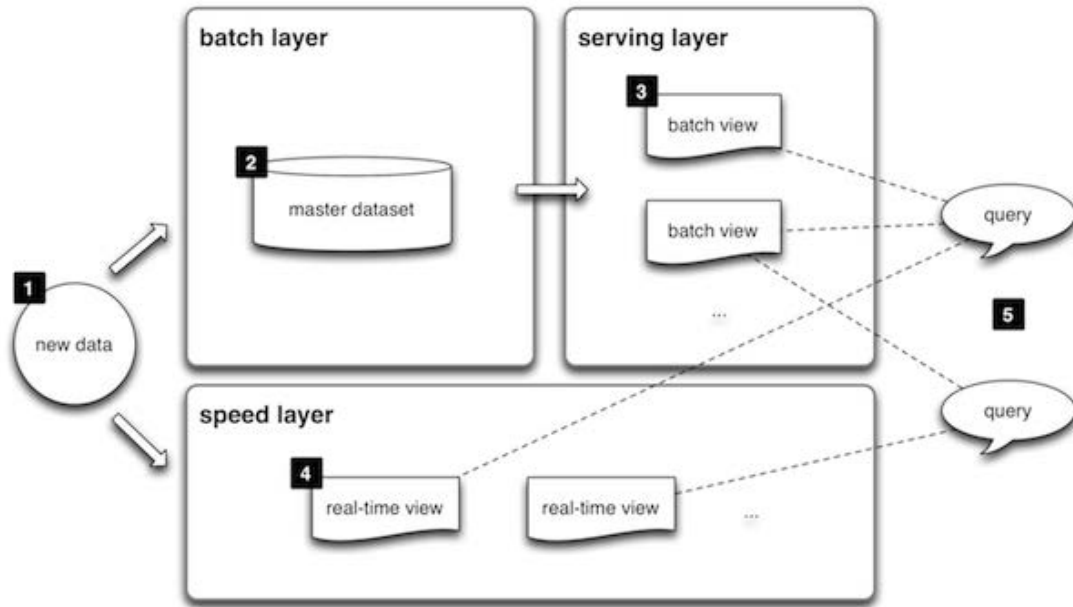 batch layer
serving layer
3
batch view
2
master dataset
batch view
query
1
new data
...
5
speed layer
query
4
real-time view
real-time view
...